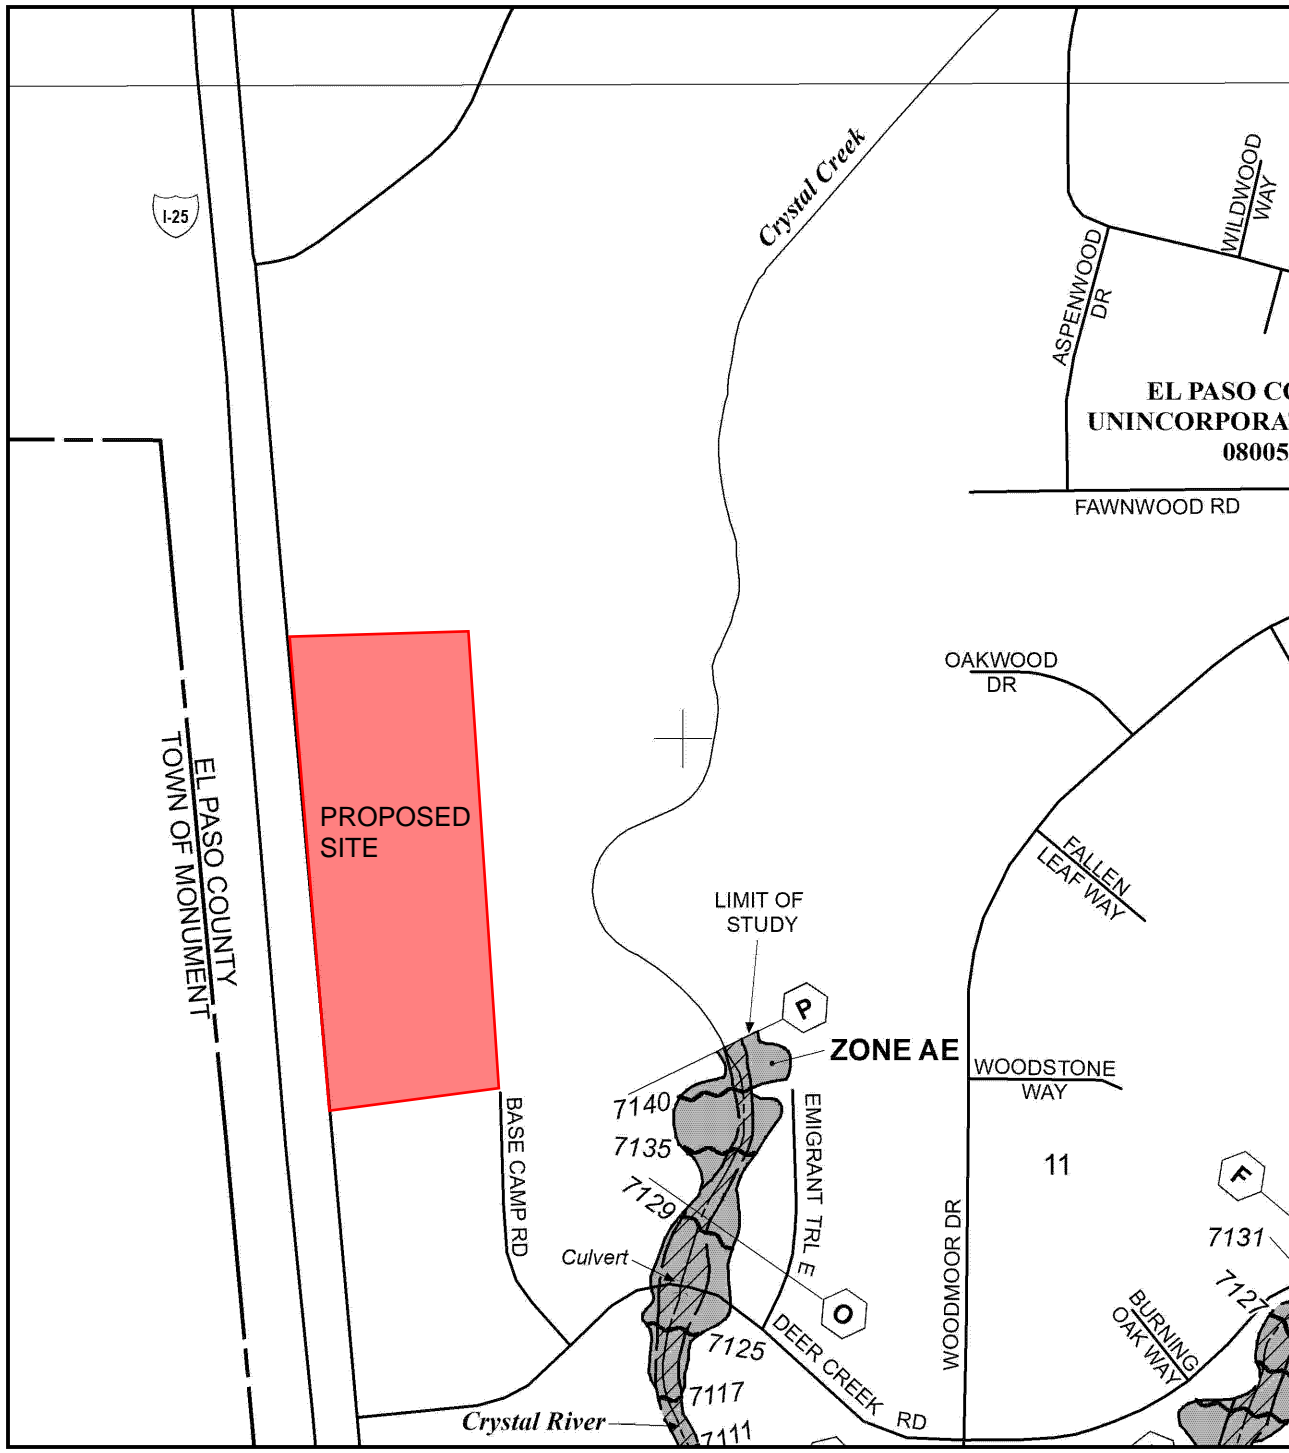 Crystal Creek
WILDWOOD
WAY
I-25
ASPENWOOD
DR
EL PASO CO
UNINCORPORA
08005
FAWNWOOD RD
OAKWOOD
DR
EL PASO COUNTY
TOWN OF MONUMENT
PROPOSED
SITE
FALLEN
LEAF WAY
LIMIT OF
STUDY
P
ZONE AE
WOODSTONE
WAY
7140
BASE CAMP RD
EMIGRANT TRL E
7135
11
F
7129
WOODMOOR DR
7131
Culvert
7127
O
BURNING
OAK WAY
7125
DEER CREEK RD
7117
Crystal River
7111